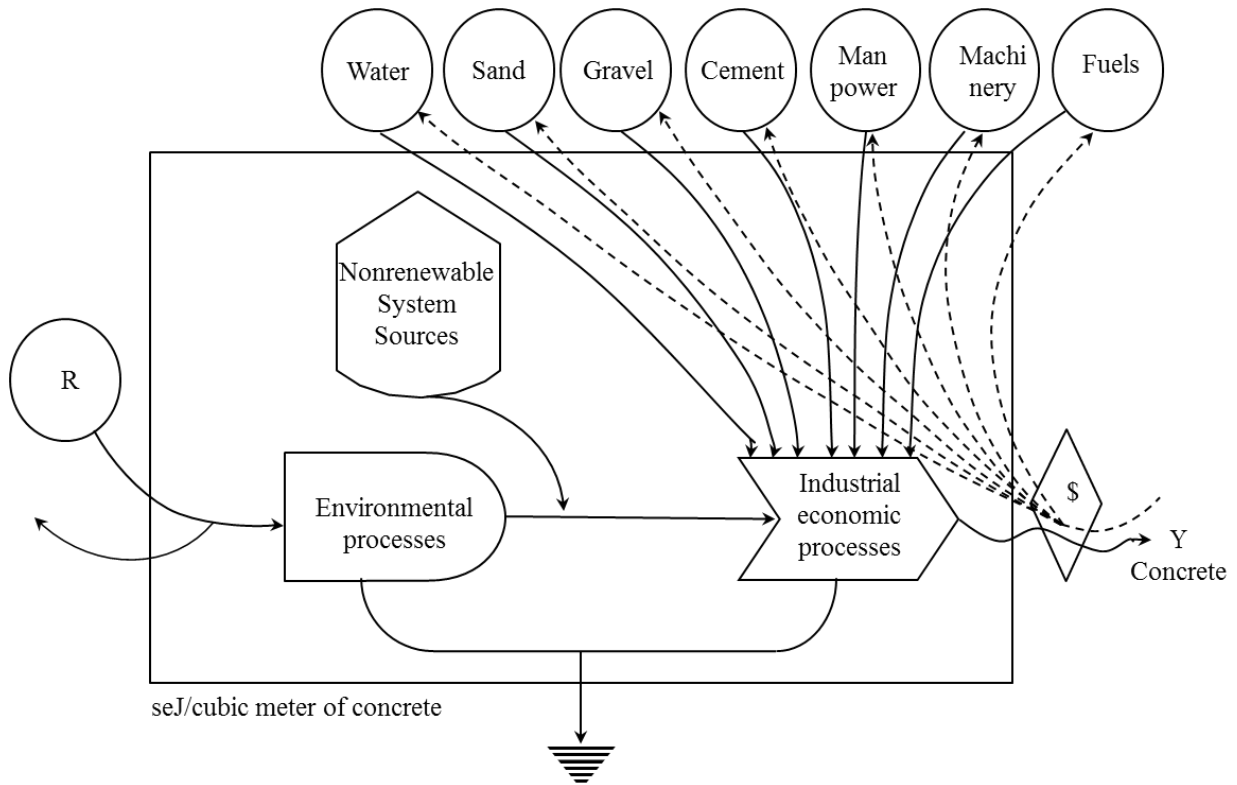 Water
Sand
Gravel
Cement
Man
power
Machi
nery
Fuels
Nonrenewable
System
Sources
R
Environmental
processes
Industrial
economic
processes
$
Y
Concrete
seJ/cubic meter of concrete